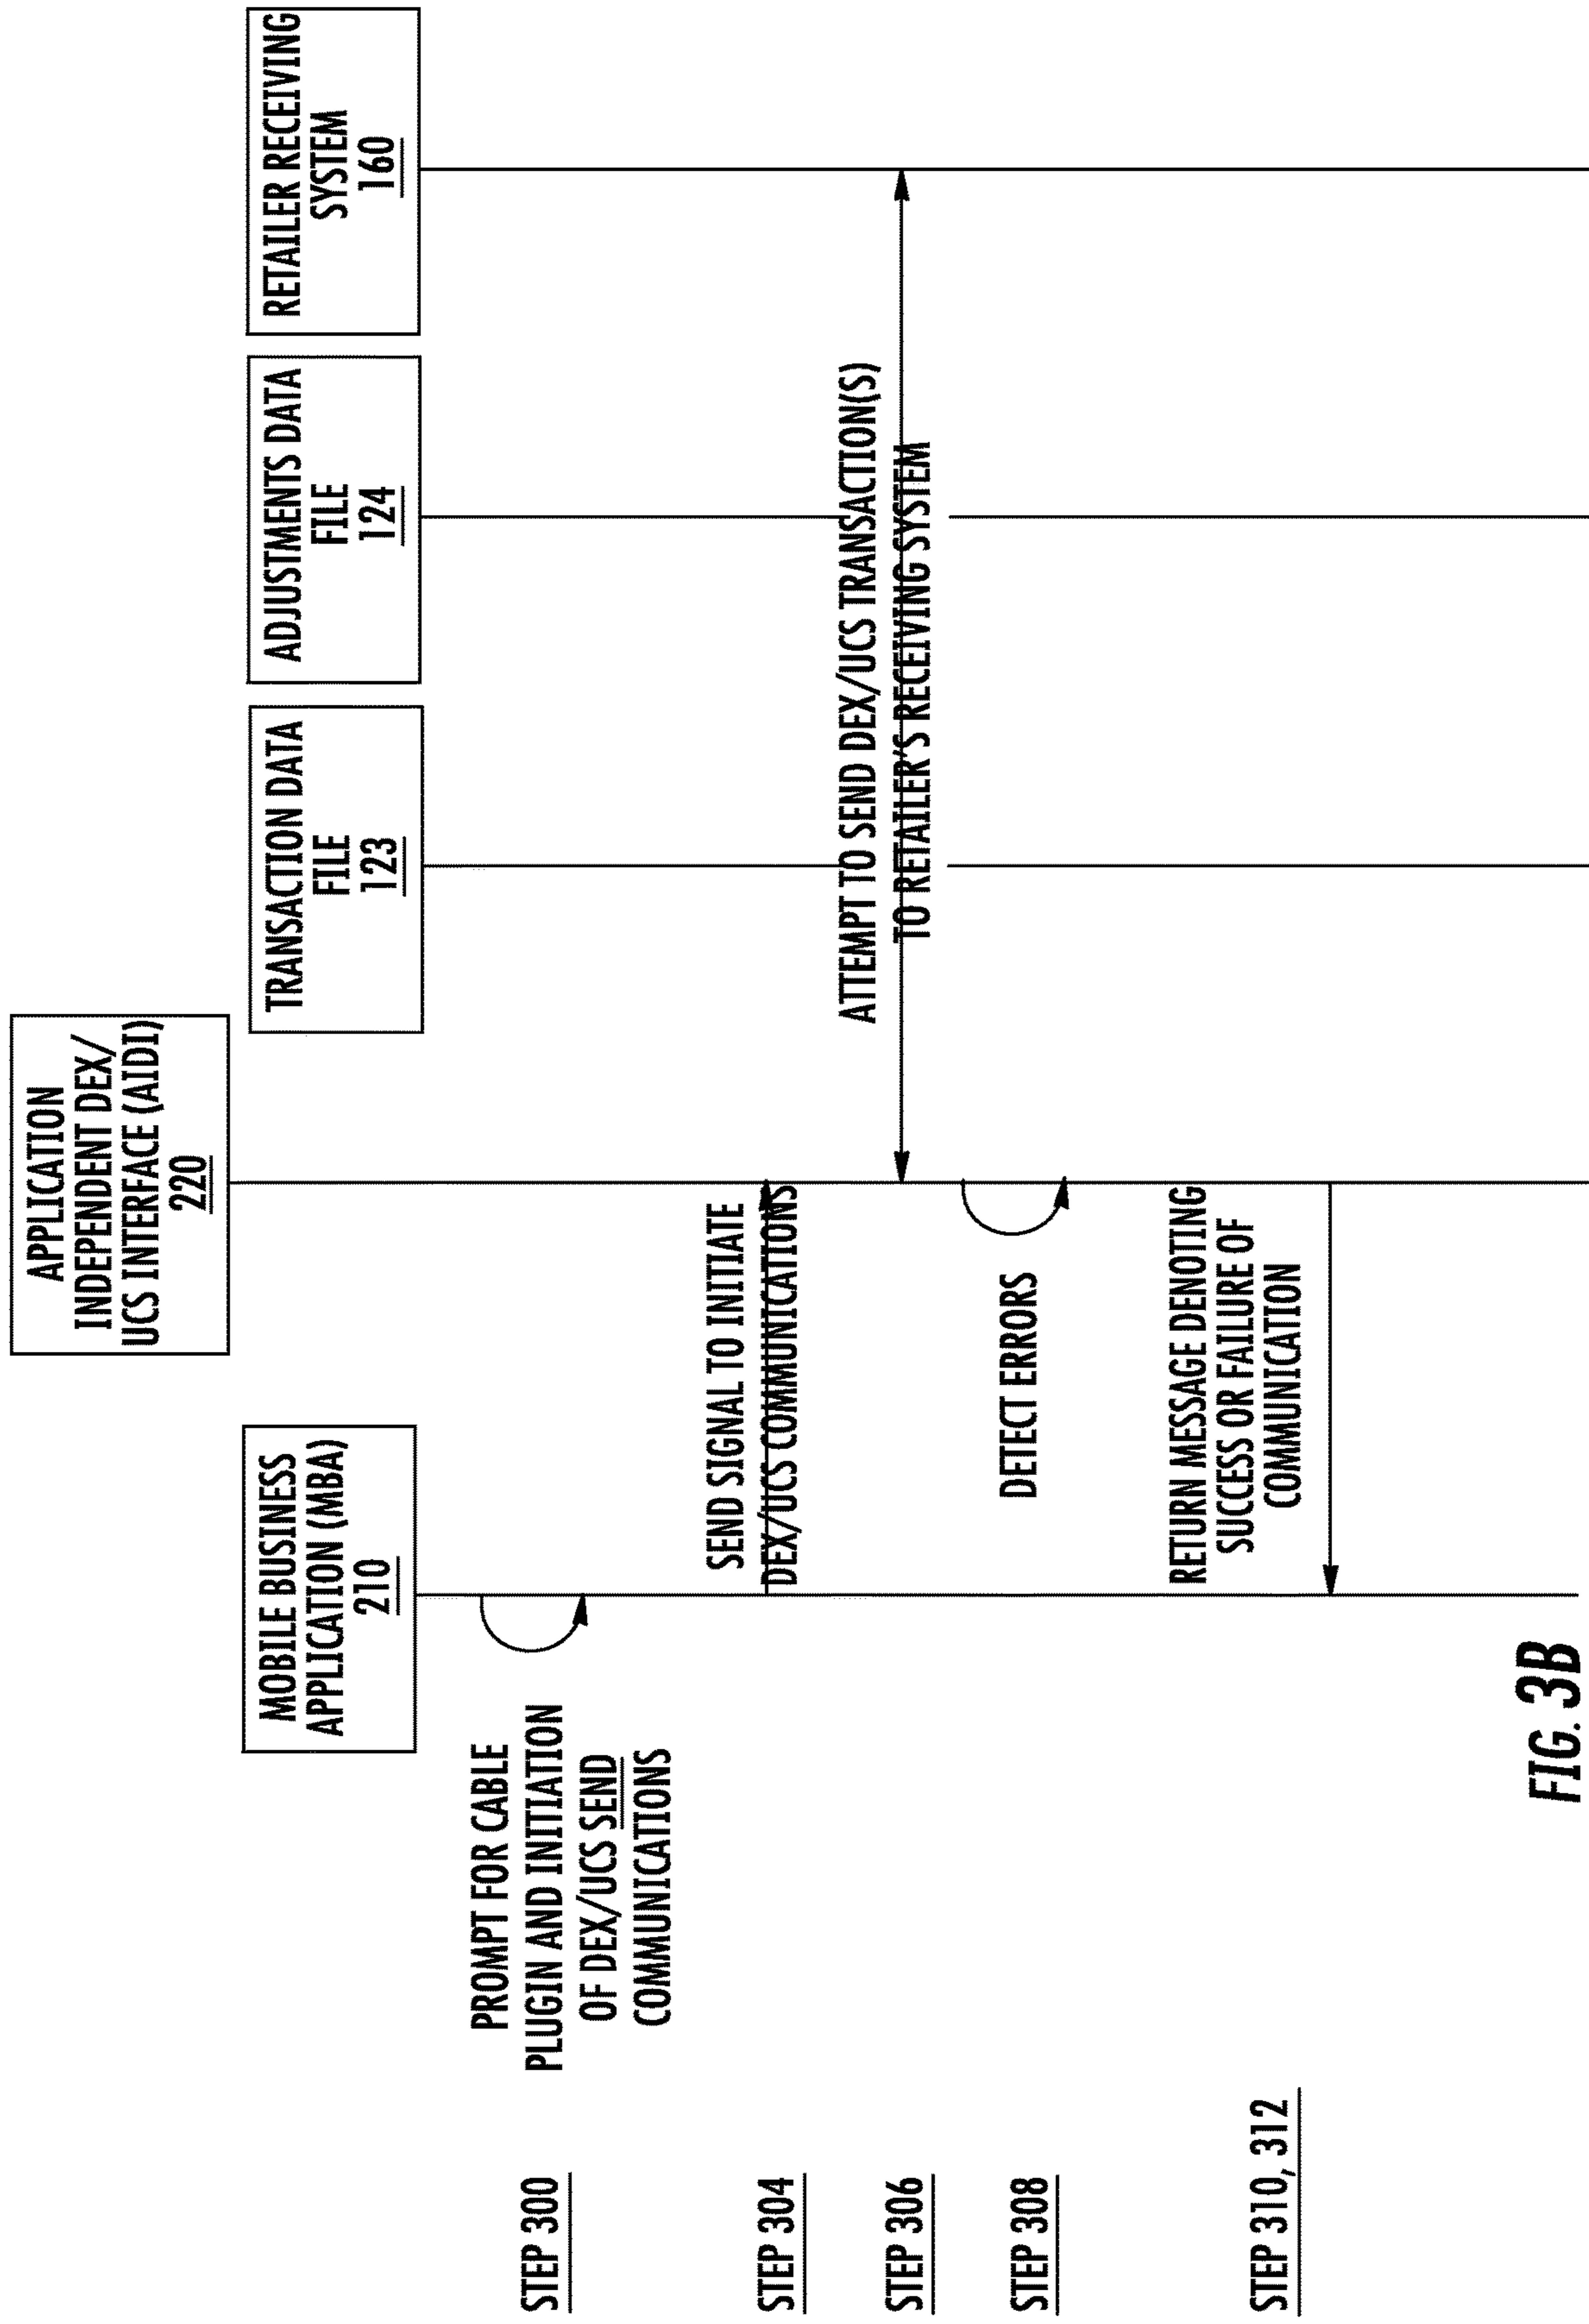 APPLICATION
INDEPENDENT DEX/
UCS INTERFACE (AIDI)
220
MOBILE BUSINESS
APPLICATION (MBA)
210
TRANSACTION DATA
FILE
123
ADJUSTMENTS DATA
FILE
124
RETAILER RECEIVING
SYSTEM
160
STEP 300
PROMPT FOR CABLE
PLUGIN AND INITIATION
OF DEX/UCS SEND
COMMUNICATIONS
STEP 304
SEND SIGNAL TO INITIATE
DEX/UCS COMMUNICATIONS
STEP 306
ATTEMPT TO SEND DEX/UCS TRANSACTION(S)
TO RETAILER'S RECEIVING SYSTEM
STEP 308
DETECT ERRORS
STEP 310, 312
RETURN MESSAGE DENOTING
SUCCESS OR FAILURE OF
COMMUNICATION
FIG. 3B